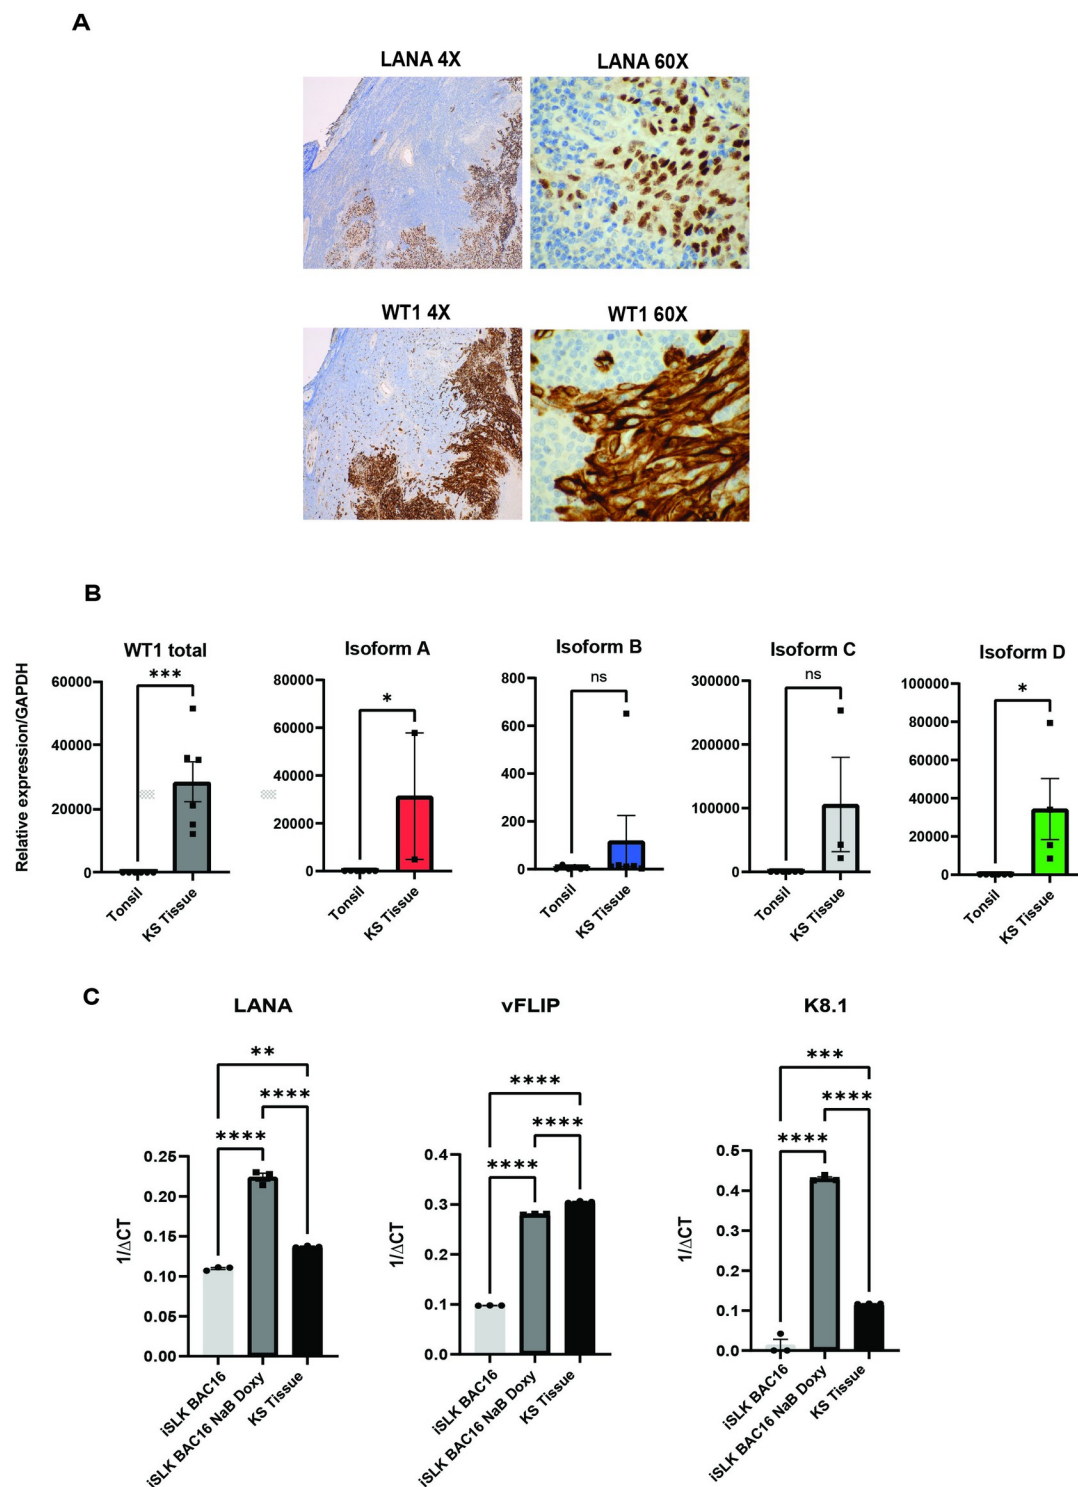 A
LANA 4X
LANA 60X
WT1 4X
WT1 60X
B
WT1 total
Isoform A
Isoform B
Isoform C
Isoform D
Relative expression/GAPDH
60000
40000
20000
0
***
Tonsil
KS Tissue
80000
60000
40000
20000
0
*
Tonsil
KS Tissue
800
600
400
200
0
ns
Tonsil
KS Tissue
300000
200000
100000
0
ns
Tonsil
KS Tissue
100000
80000
60000
40000
20000
0
*
Tonsil
KS Tissue
C
LANA
vFLIP
K8.1
**
****
****
1/ΔCT
0.25
0.20
0.15
0.10
0.05
0.00
iSLK BAC16
iSLK BAC16 NaB Doxy
KS Tissue
****
****
****
1/ΔCT
0.4
0.3
0.2
0.1
0.0
iSLK BAC16
iSLK BAC16 NaB Doxy
KS Tissue
***
****
****
1/ΔCT
0.5
0.4
0.3
0.2
0.1
0.0
iSLK BAC16
iSLK BAC16 NaB Doxy
KS Tissue